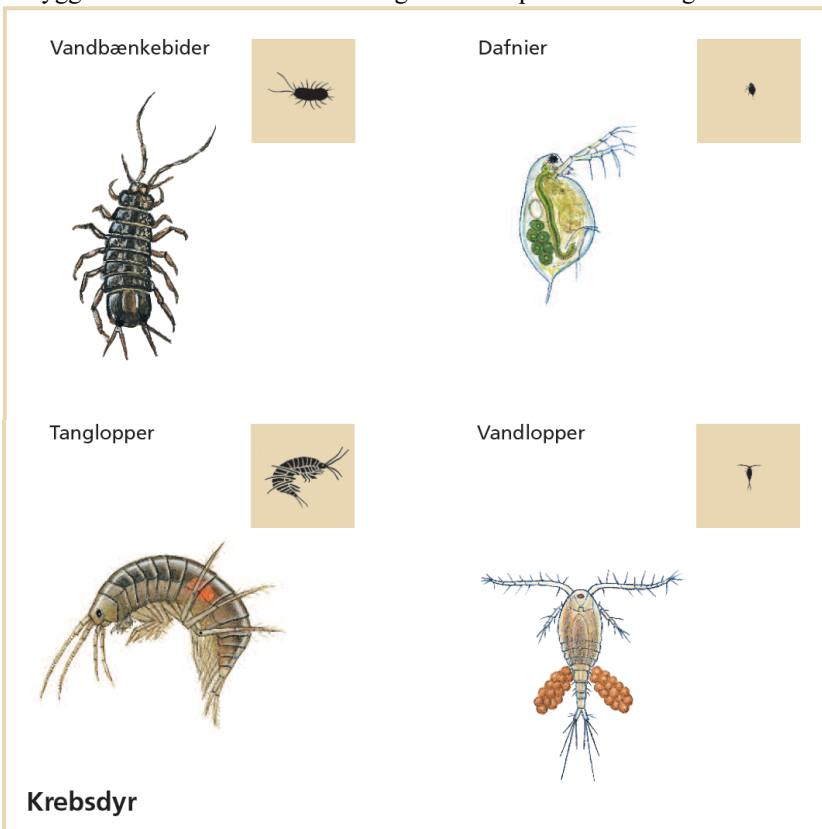 Vandbænkebider
Dafnier
Tanglopper
Vandlopper
Krebsdyr